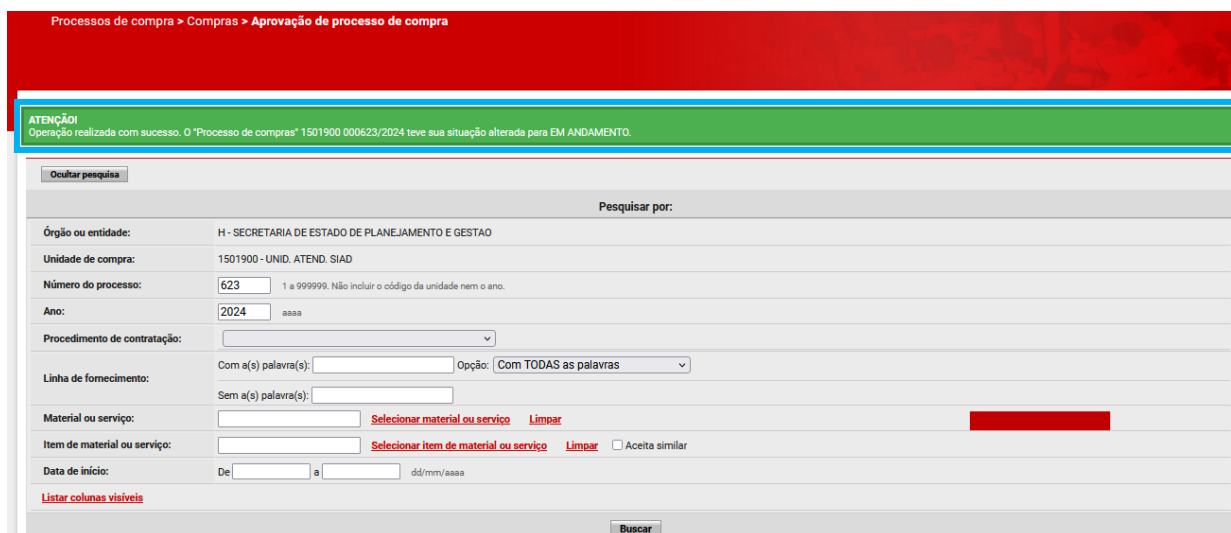 Processos de compra > Compras > Aprovação de processo de compra
ATENÇÃO!
Operação realizada com sucesso. O "Processo de compras" 1501900 000623/2024 teve sua situação alterada para EM ANDAMENTO.
Ocultar pesquisa
Pesquisar por:
Órgão ou entidade: H - SECRETARIA DE ESTADO DE PLANEJAMENTO E GESTAO
Unidade de compra: 1501900 - UNID. ATEND. SIAD
Número do processo: 623 1 a 999999. Não incluir o código da unidade nem o ano.
Ano: 2024 aaaa
Procedimento de contratação:
Linha de fornecimento: Com a(s) palavra(s): Opção: Com TODAS as palavras
Sem a(s) palavra(s):
Material ou serviço: Selecionar material ou serviço Limpar
Item de material ou serviço: Selecionar item de material ou serviço Limpar Aceita similar
Data de início: De a dd/mm/aaaa
Listar colunas visíveis
Buscar